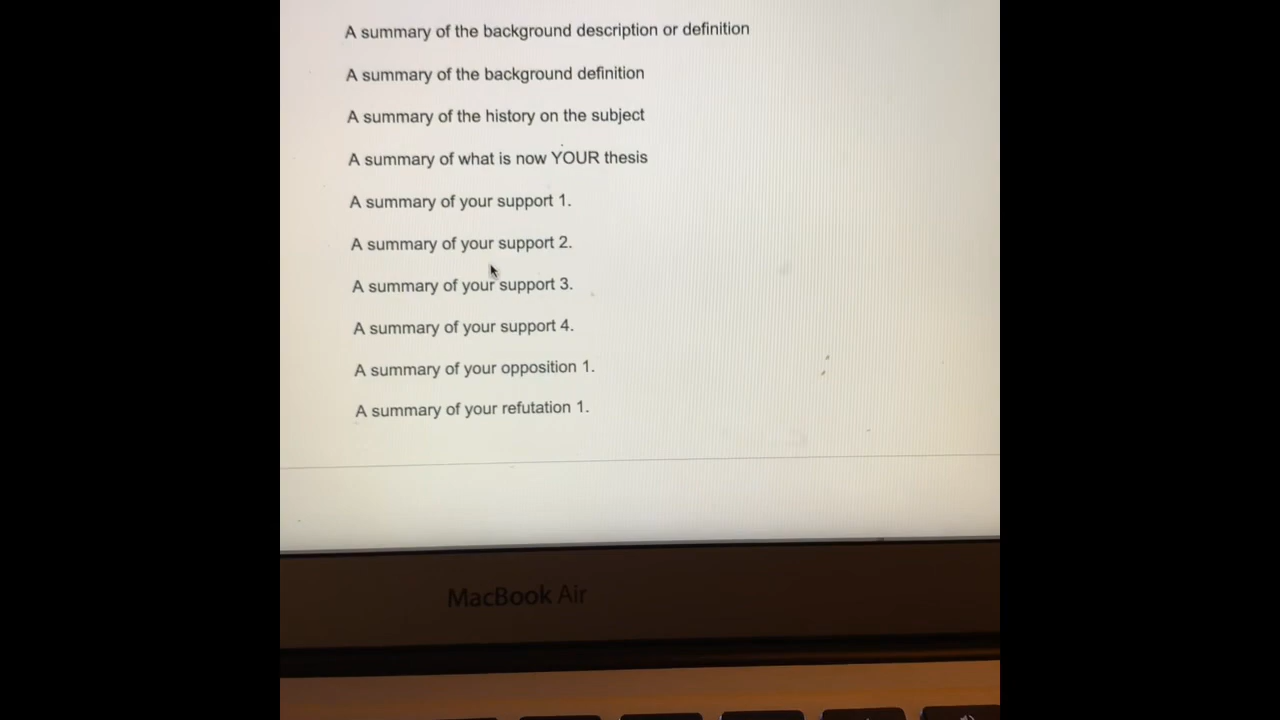 A summary of the background description or definition
A summary of the background definition
A summary of the history on the subject
A summary of what is now YOUR thesis
A summary of your support 1.
A summary of your support 2.
A summary of your support 3.
A summary of your support 4.
A summary of your opposition 1.
A summary of your refutation 1.
MacBook Air